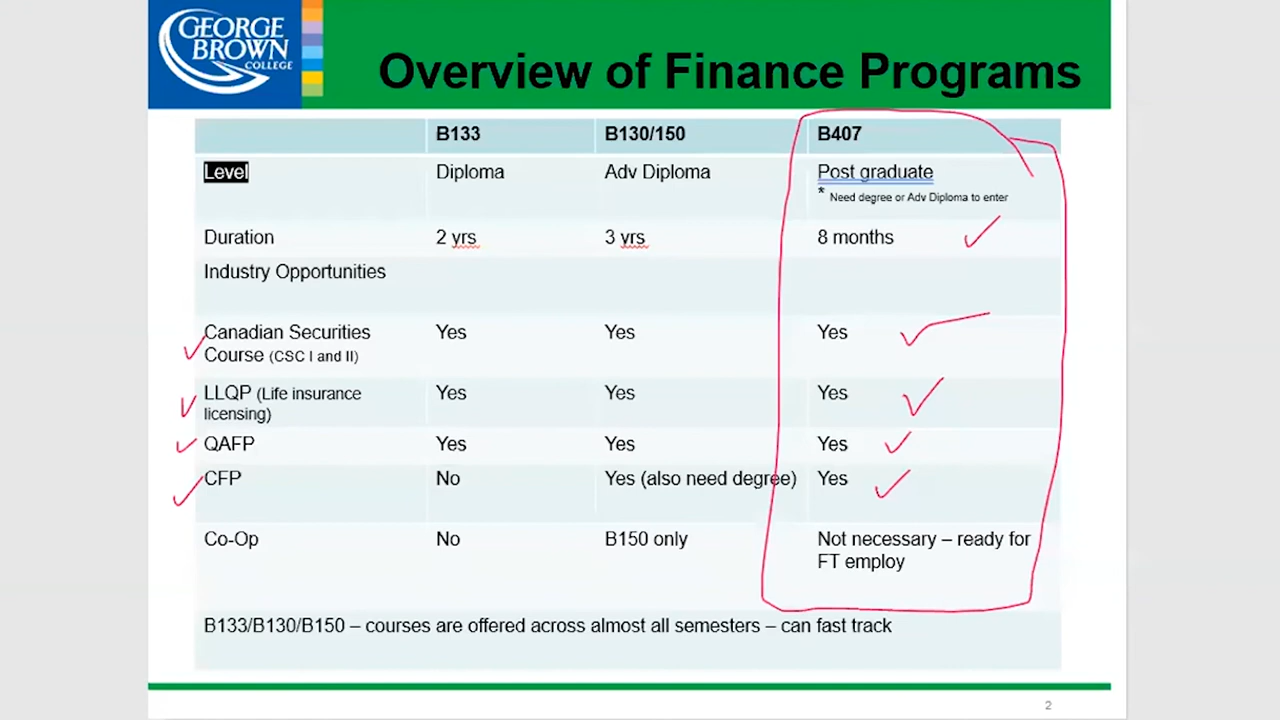 GEORGE
BROWN
COLLEGE
Overview of Finance Programs
B133 B130/150 B407
Level Diploma Adv Diploma Post graduate
* Need degree or Adv Diploma to enter
Duration 2 yrs 3 yrs 8 months
Industry Opportunities
Canadian Securities Yes Yes Yes
Course (CSC I and II)
LLQP (Life insurance Yes Yes Yes
licensing)
QAFP Yes Yes Yes
CFP No Yes (also need degree) Yes
Co-Op No B150 only Not necessary – ready for
FT employ
B133/B130/B150 – courses are offered across almost all semesters – can fast track
2